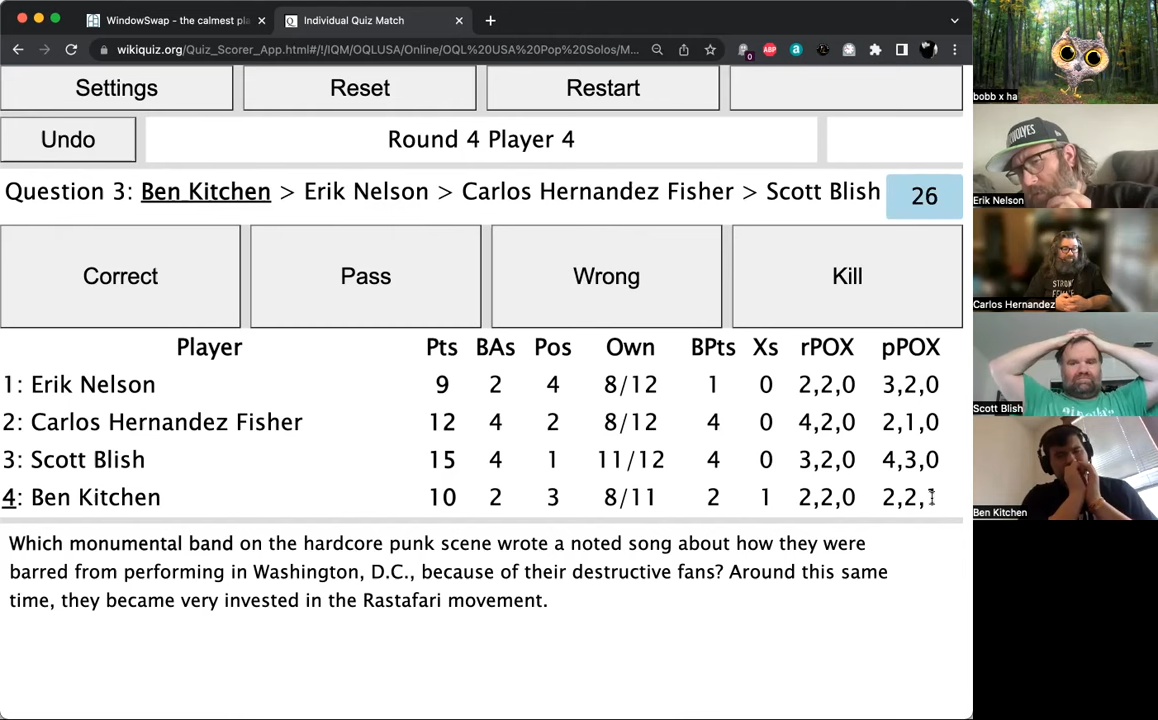 WindowSwap - the calmest pl
Individual Quiz Match
wikiquiz.org/Quiz_Scorer_App.html#!/IQM/OQLUSA/Online/OQL%20USA%20Pop%20Solos/M...
Settings Reset Restart
Undo Round 4 Player 4
Question 3: Ben Kitchen > Erik Nelson > Carlos Hernandez Fisher > Scott Blish 26
Correct Pass Wrong Kill
Player Pts BAs Pos Own BPts Xs rPOX pPOX
1: Erik Nelson 9 2 4 8/12 1 0 2,2,0 3,2,0
2: Carlos Hernandez Fisher 12 4 2 8/12 4 0 4,2,0 2,1,0
3: Scott Blish 15 4 1 11/12 4 0 3,2,0 4,3,0
4: Ben Kitchen 10 2 3 8/11 2 1 2,2,0 2,2,
Which monumental band on the hardcore punk scene wrote a noted song about how they were
barred from performing in Washington, D.C., because of their destructive fans? Around this same
time, they became very invested in the Rastafari movement.
bobb x ha
Erik Nelson
Carlos Hernandez
STRON
Scott Blish
Ben Kitchen